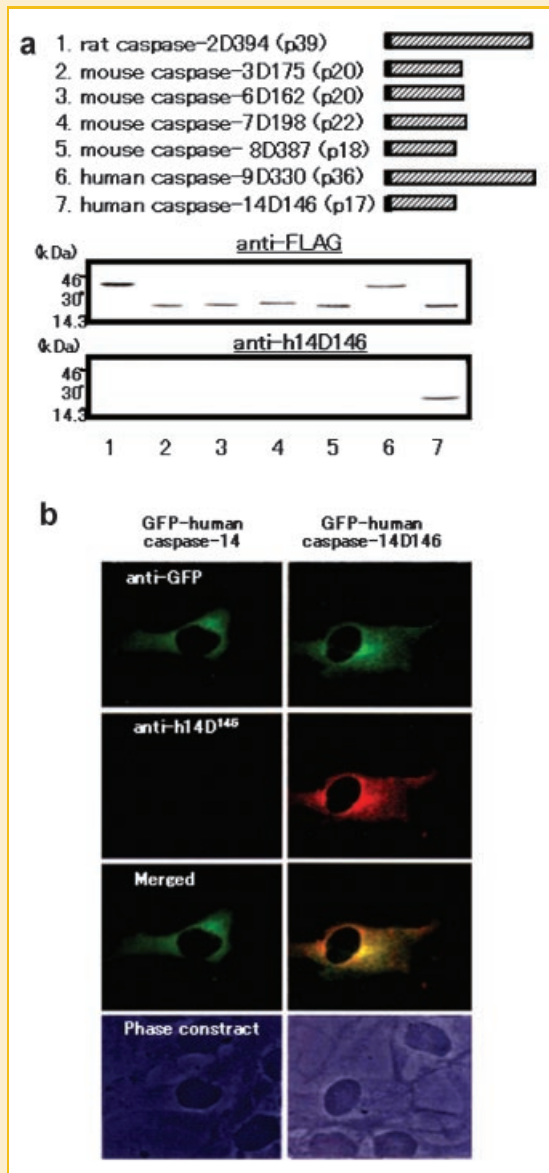 a
1. rat caspase-2D394 (p39)
2. mouse caspase-3D175 (p20)
3. mouse caspase-6D162 (p20)
4. mouse caspase-7D198 (p22)
5. mouse caspase- 8D387 (p18)
6. human caspase-9D330 (p36)
7. human caspase-14D146 (p17)
anti-FLAG
(kDa)
46
30
14.3
anti-h14D146
(kDa)
46
30
14.3
1 2 3 4 5 6 7
b
GFP-human caspase-14
GFP-human caspase-14D146
anti-GFP
anti-h14D146
Merged
Phase constract